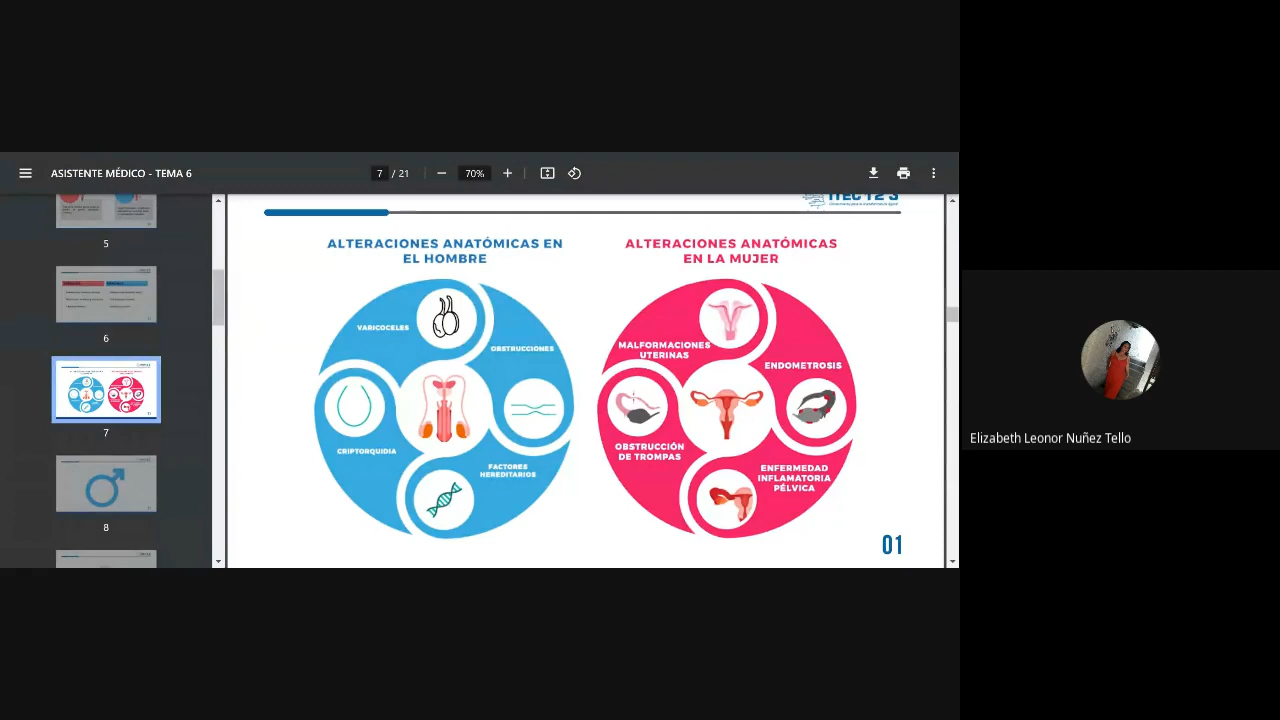 ASISTENTE MÉDICO - TEMA 6
7 / 21
70%
5
6
7
8
ALTERACIONES ANATÓMICAS EN
EL HOMBRE
VARICOCELES
OBSTRUCCIONES
CRIPTORQUIDIA
FACTORES
HEREDITARIOS
ALTERACIONES ANATÓMICAS
EN LA MUJER
MALFORMACIONES
UTERINAS
ENDOMETROSIS
OBSTRUCCIÓN
DE TROMPAS
ENFERMEDAD
INFLAMATORIA
PÉLVICA
01
Elizabeth Leonor Nuñez Tello